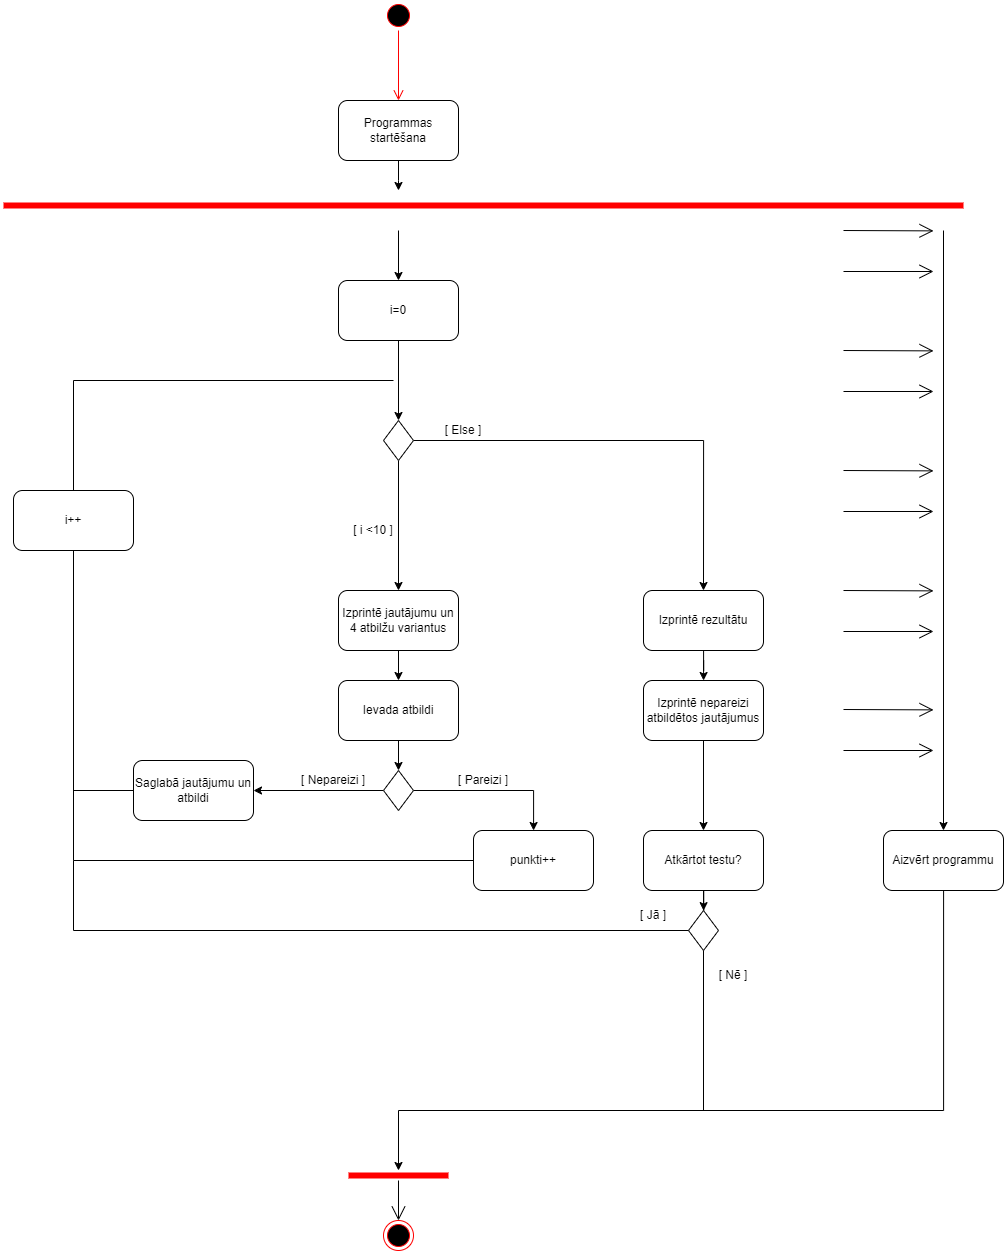 Programmas
startēšana
i=0
[ Else ]
i++
[ i <10 ]
Izprintē jautājumu un
4 atbilžu variantus
Izprintē rezultātu
Ievada atbildi
Izprintē nepareizi
atbildētos jautājumus
[ Nepareizi ]
[ Pareizi ]
Saglabā jautājumu un
atbildi
punkti++
Atkārtot testu?
Aizvērt programmu
[ Jā ]
[ Nē ]